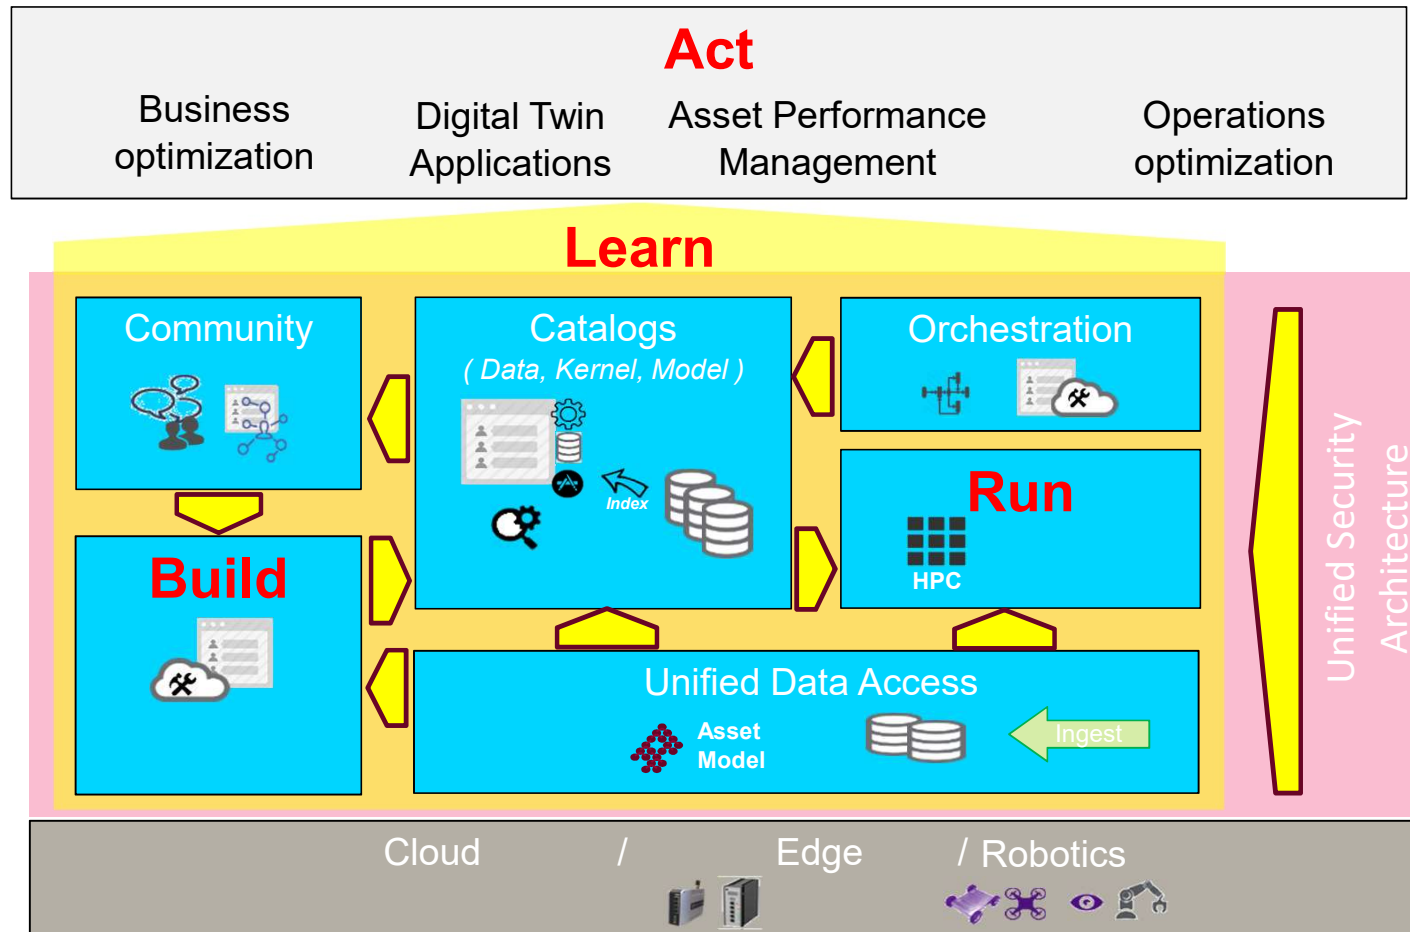 Act
Business
optimization
Digital Twin
Applications
Asset Performance
Management
Operations
optimization
Learn
Community
Catalogs
( Data, Kernel, Model )
Index
Orchestration
Run
HPC
Build
Unified Data Access
Asset
Model
Ingest
Unified Security
Architecture
Cloud / Edge / Robotics